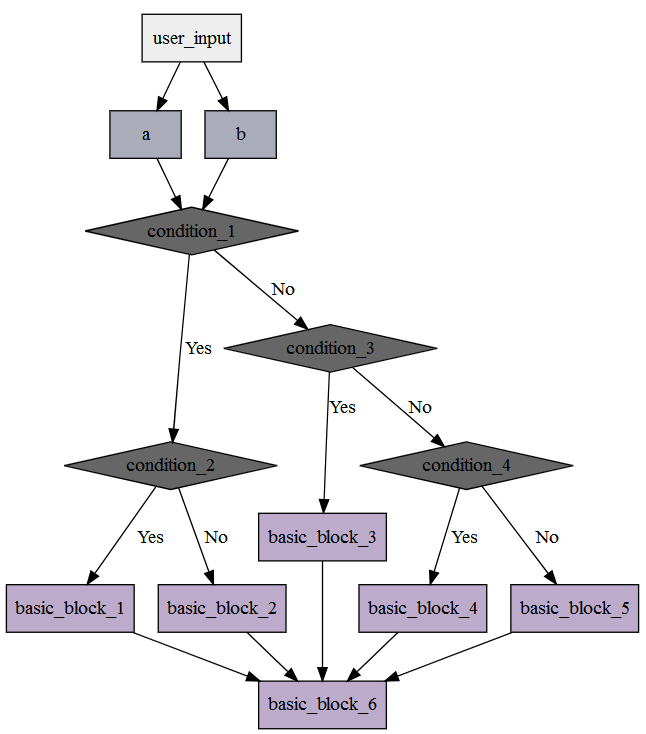 user_input
a
b
condition_1
No
Yes
condition_3
Yes
No
condition_2
condition_4
Yes
No
basic_block_3
Yes
No
basic_block_1
basic_block_2
basic_block_4
basic_block_5
basic_block_6